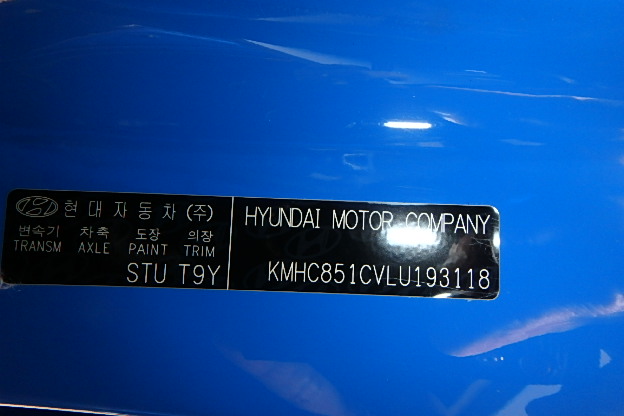 현대자동차(주)
변속기 차축 도장 의장
TRANSM AXLE PAINT TRIM
STU T9Y
HYUNDAI MOTOR COMPANY
KMHC851CVLU193118